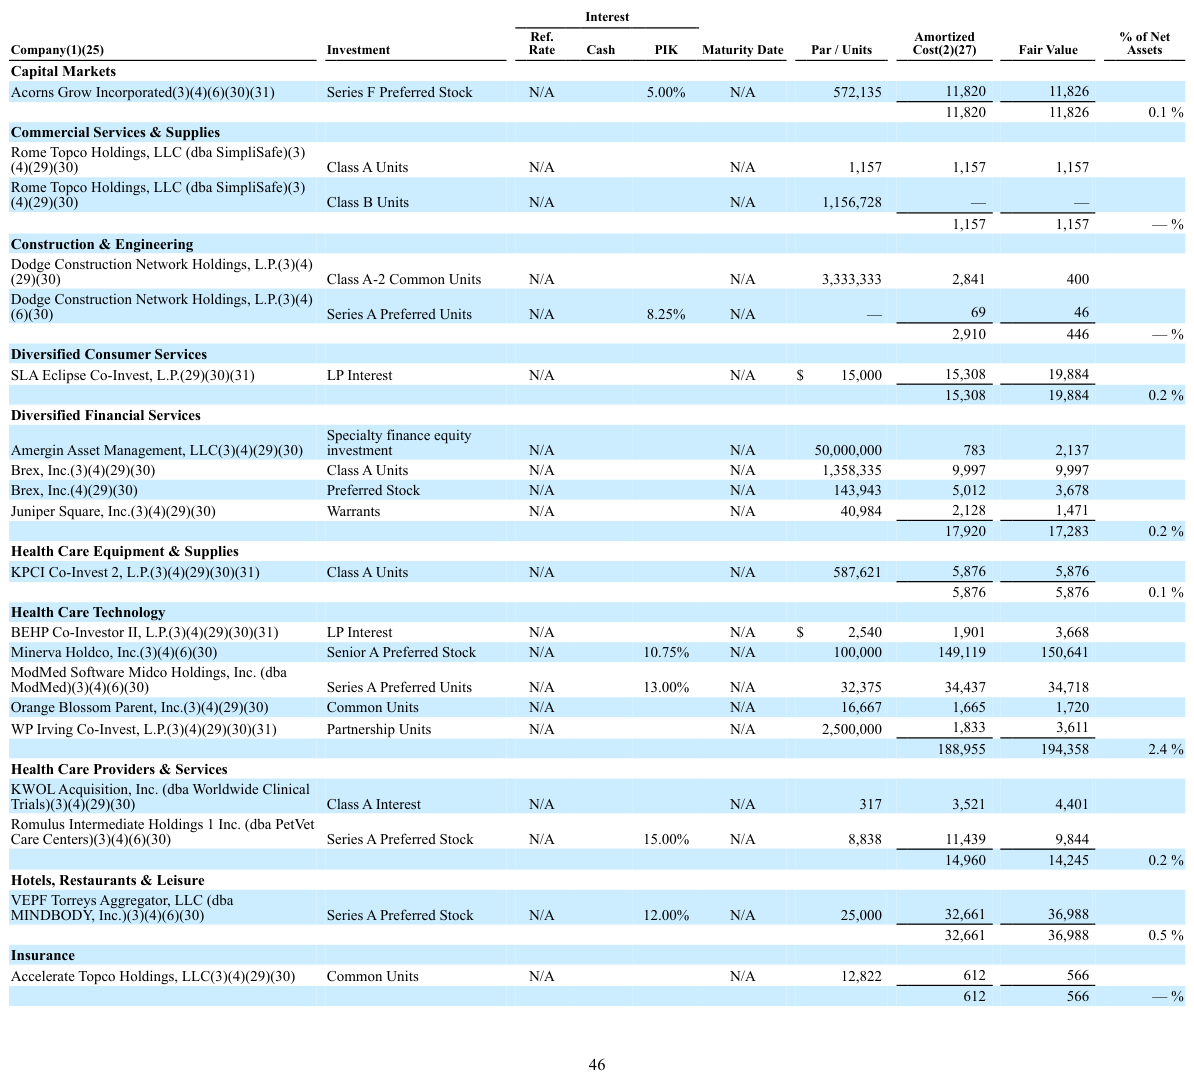 Interest
Company(1)(25) Investment Ref. Rate Cash PIK Maturity Date Par / Units Amortized Cost(2)(27) Fair Value % of Net Assets
Capital Markets
Acorns Grow Incorporated(3)(4)(6)(30)(31) Series F Preferred Stock N/A 5.00% N/A 572,135 11,820 11,826
11,820 11,826 0.1 %
Commercial Services & Supplies
Rome Topco Holdings, LLC (dba SimpliSafe)(3)
(4)(29)(30) Class A Units N/A N/A 1,157 1,157 1,157
Rome Topco Holdings, LLC (dba SimpliSafe)(3)
(4)(29)(30) Class B Units N/A N/A 1,156,728 — —
1,157 1,157 — %
Construction & Engineering
Dodge Construction Network Holdings, L.P.(3)(4)
(29)(30) Class A-2 Common Units N/A N/A 3,333,333 2,841 400
Dodge Construction Network Holdings, L.P.(3)(4)
(6)(30) Series A Preferred Units N/A 8.25% N/A — 69 46
2,910 446 — %
Diversified Consumer Services
SLA Eclipse Co-Invest, L.P.(29)(30)(31) LP Interest N/A N/A $ 15,000 15,308 19,884
15,308 19,884 0.2 %
Diversified Financial Services
Specialty finance equity
Amergin Asset Management, LLC(3)(4)(29)(30) investment N/A N/A 50,000,000 783 2,137
Brex, Inc.(3)(4)(29)(30) Class A Units N/A N/A 1,358,335 9,997 9,997
Brex, Inc.(4)(29)(30) Preferred Stock N/A N/A 143,943 5,012 3,678
Juniper Square, Inc.(3)(4)(29)(30) Warrants N/A N/A 40,984 2,128 1,471
17,920 17,283 0.2 %
Health Care Equipment & Supplies
KPCI Co-Invest 2, L.P.(3)(4)(29)(30)(31) Class A Units N/A N/A 587,621 5,876 5,876
5,876 5,876 0.1 %
Health Care Technology
BEHP Co-Investor II, L.P.(3)(4)(29)(30)(31) LP Interest N/A N/A $ 2,540 1,901 3,668
Minerva Holdco, Inc.(3)(4)(6)(30) Senior A Preferred Stock N/A 10.75% N/A 100,000 149,119 150,641
ModMed Software Midco Holdings, Inc. (dba
ModMed)(3)(4)(6)(30) Series A Preferred Units N/A 13.00% N/A 32,375 34,437 34,718
Orange Blossom Parent, Inc.(3)(4)(29)(30) Common Units N/A N/A 16,667 1,665 1,720
WP Irving Co-Invest, L.P.(3)(4)(29)(30)(31) Partnership Units N/A N/A 2,500,000 1,833 3,611
188,955 194,358 2.4 %
Health Care Providers & Services
KWOL Acquisition, Inc. (dba Worldwide Clinical
Trials)(3)(4)(29)(30) Class A Interest N/A N/A 317 3,521 4,401
Romulus Intermediate Holdings 1 Inc. (dba PetVet
Care Centers)(3)(4)(6)(30) Series A Preferred Stock N/A 15.00% N/A 8,838 11,439 9,844
14,960 14,245 0.2 %
Hotels, Restaurants & Leisure
VEPF Torreys Aggregator, LLC (dba
MINDBODY, Inc.)(3)(4)(6)(30) Series A Preferred Stock N/A 12.00% N/A 25,000 32,661 36,988
32,661 36,988 0.5 %
Insurance
Accelerate Topco Holdings, LLC(3)(4)(29)(30) Common Units N/A N/A 12,822 612 566
612 566 — %
46